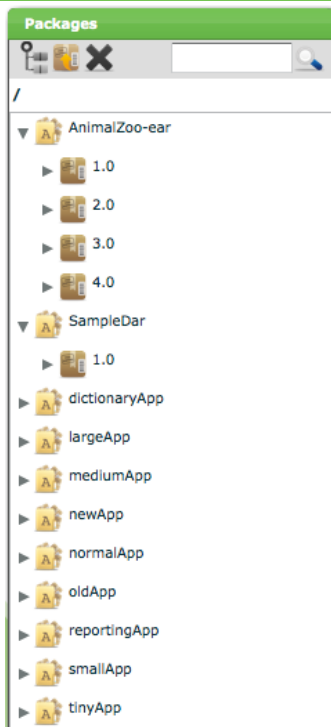 Packages
/
AnimalZoo-ear
1.0
2.0
3.0
4.0
SampleDar
1.0
dictionaryApp
largeApp
mediumApp
newApp
normalApp
oldApp
reportingApp
smallApp
tinyApp